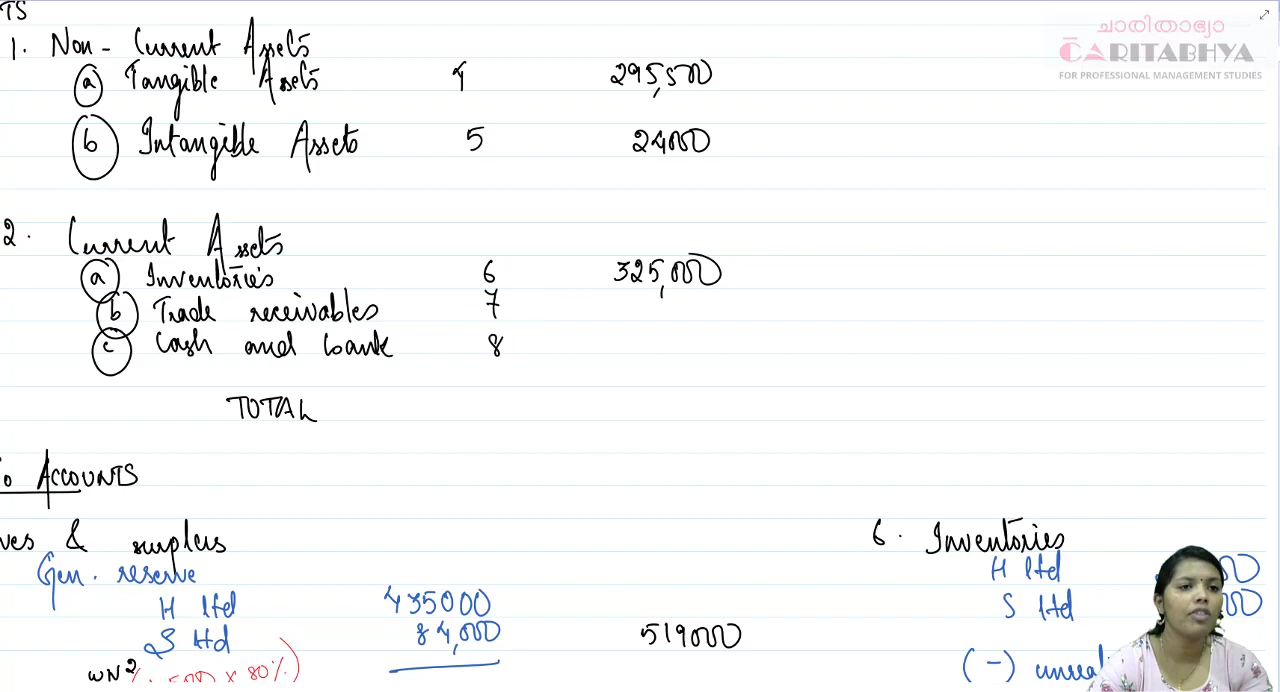 TS
ചാരിതാഭ്യാ
CARITABHYA
FOR PROFESSIONAL MANAGEMENT STUDIES
1. Non - Current Assets
(a) Tangible Assets 4 295,500
(b) Intangible Assets 5 24000
2. Current Assets
(a) Inventories 6 325,000
(b) Trade receivables 7
(c) Cash and bank 8
TOTAL
To ACCOUNTS
ves & surplus
Gen. reserve
H ltd 435000
S ltd 84,000 519000
WN2 500 x 80%)
6. Inventories
H ltd
S ltd
(-) unreal